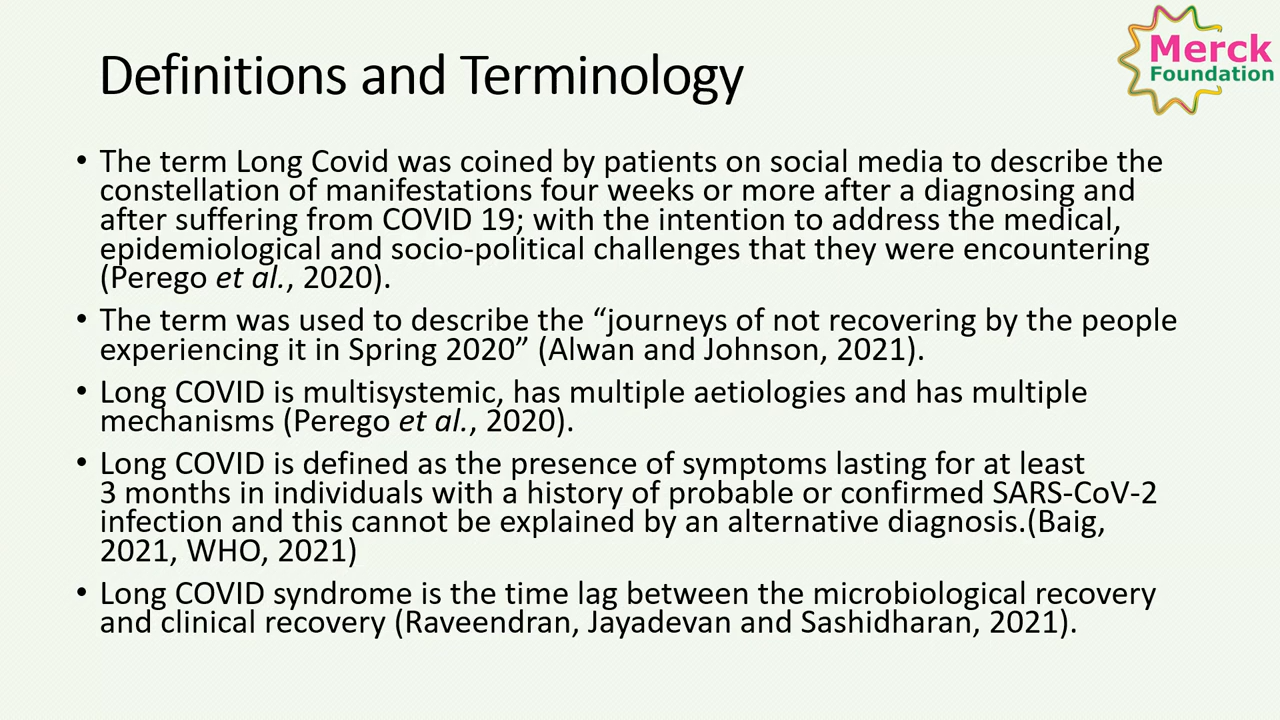 Merck
Foundation
Definitions and Terminology
• The term Long Covid was coined by patients on social media to describe the
constellation of manifestations four weeks or more after a diagnosing and
after suffering from COVID 19; with the intention to address the medical,
epidemiological and socio-political challenges that they were encountering
(Perego et al., 2020).
• The term was used to describe the “journeys of not recovering by the people
experiencing it in Spring 2020” (Alwan and Johnson, 2021).
• Long COVID is multisystemic, has multiple aetiologies and has multiple
mechanisms (Perego et al., 2020).
• Long COVID is defined as the presence of symptoms lasting for at least
3 months in individuals with a history of probable or confirmed SARS-CoV-2
infection and this cannot be explained by an alternative diagnosis.(Baig,
2021, WHO, 2021)
• Long COVID syndrome is the time lag between the microbiological recovery
and clinical recovery (Raveendran, Jayadevan and Sashidharan, 2021).